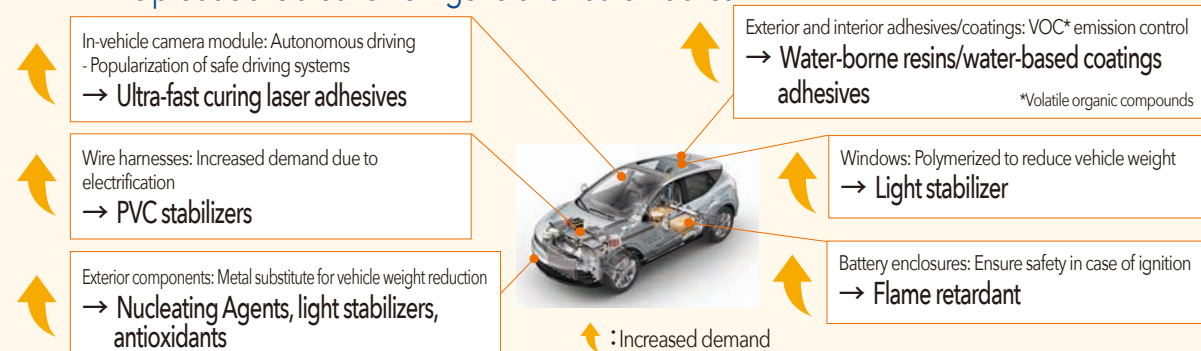 In-vehicle camera module: Autonomous driving
- Popularization of safe driving systems
→ Ultra-fast curing laser adhesives
Wire harnesses: Increased demand due to
electrification
→ PVC stabilizers
Exterior components: Metal substitute for vehicle weight reduction
→ Nucleating Agents, light stabilizers,
antioxidants
Exterior and interior adhesives/coatings: VOC* emission control
→ Water-borne resins/water-based coatings
adhesives
*Volatile organic compounds
Windows: Polymerized to reduce vehicle weight
→ Light stabilizer
Battery enclosures: Ensure safety in case of ignition
→ Flame retardant
: Increased demand